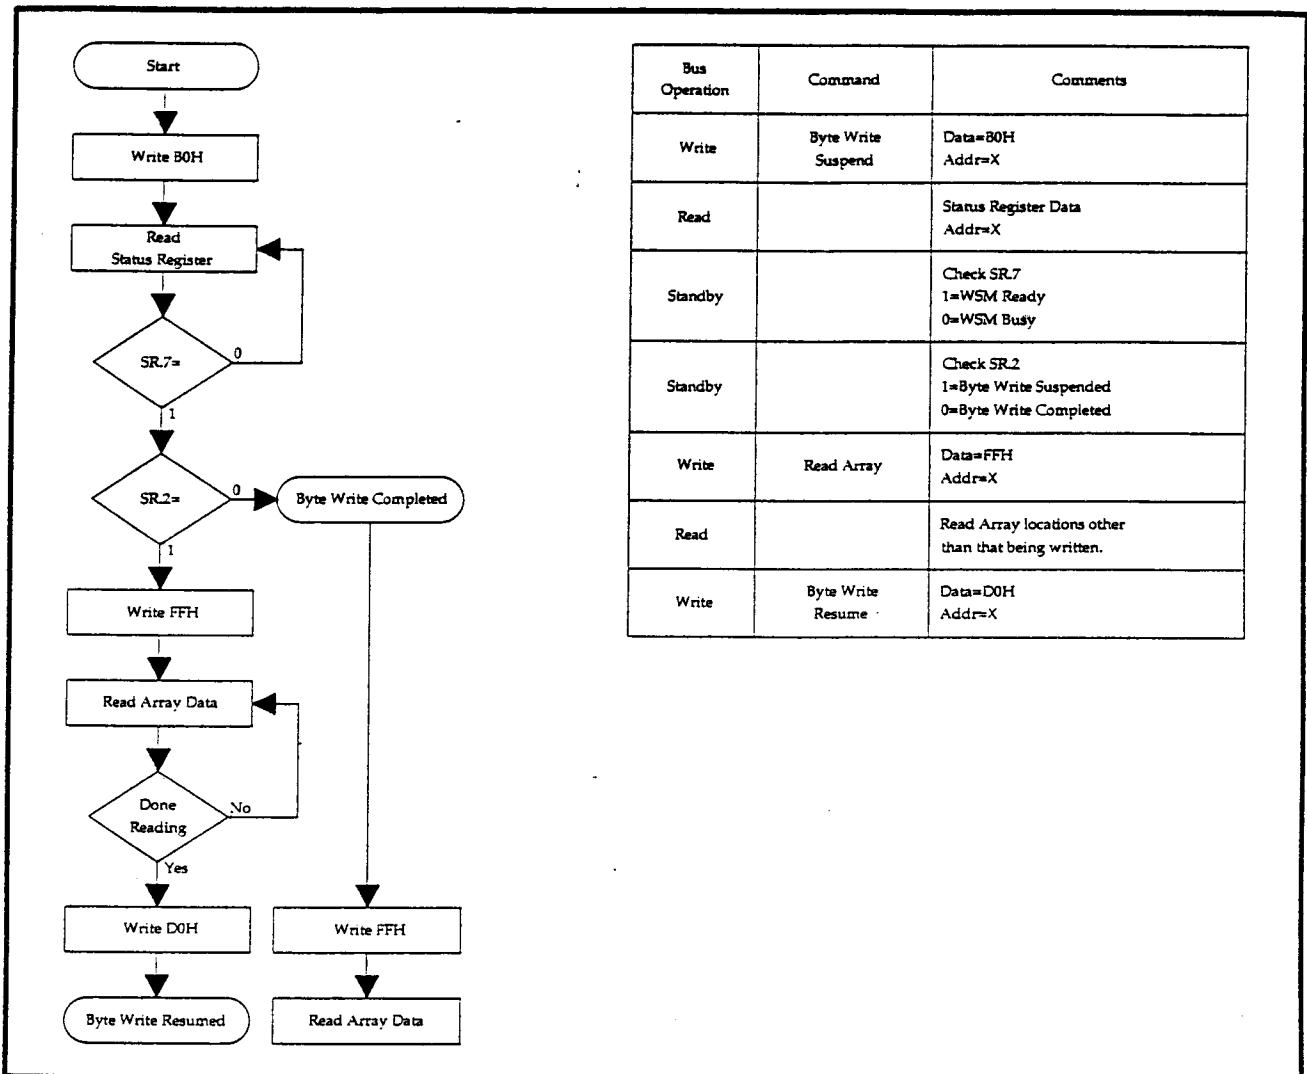 Start
Write B0H
Read
Status Register
SR.7=
0
1
SR.2=
0
Byte Write Completed
1
Write FFH
Read Array Data
Done
Reading
No
Yes
Write D0H
Write FFH
Byte Write Resumed
Read Array Data
Bus
Operation
Command
Comments
Write
Byte Write
Suspend
Data=B0H
Addr=X
Read
Status Register Data
Addr=X
Standby
Check SR.7
1=WSM Ready
0=WSM Busy
Standby
Check SR.2
1=Byte Write Suspended
0=Byte Write Completed
Write
Read Array
Data=FFH
Addr=X
Read
Read Array locations other
than that being written.
Write
Byte Write
Resume
Data=D0H
Addr=X